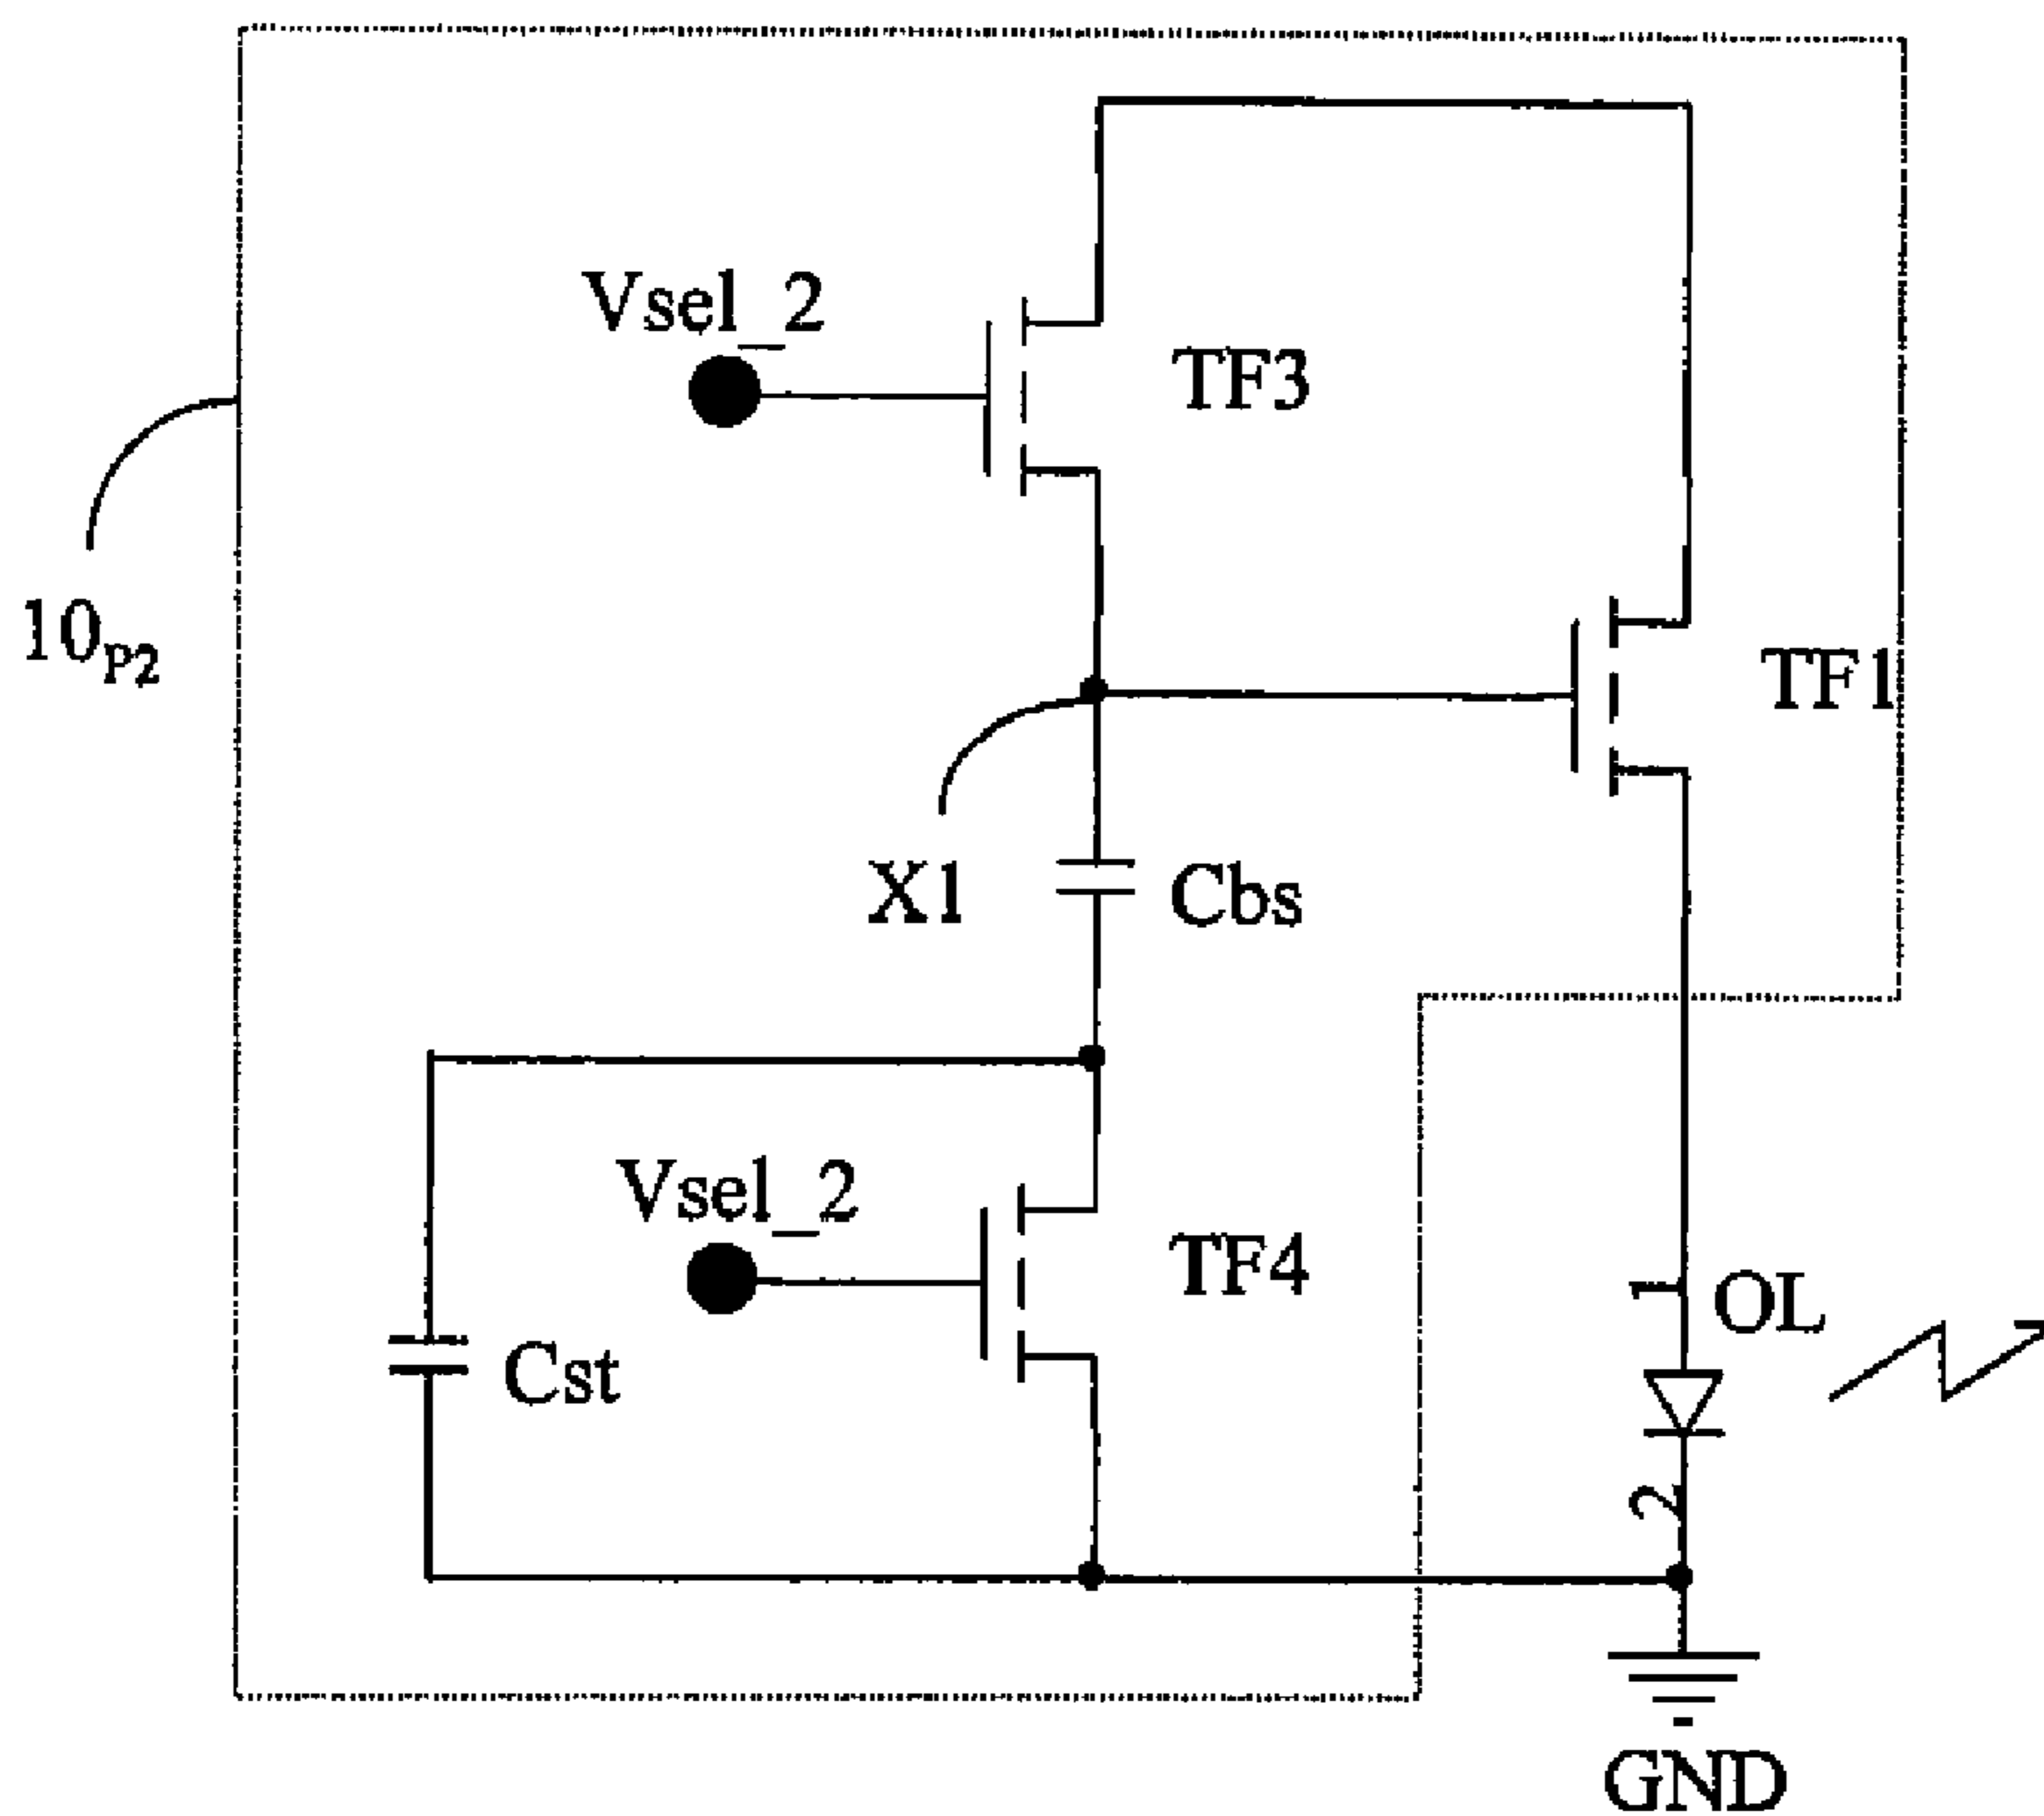 Vsel_2
TF3
10P2
TF1
X1
Cbs
Vsel_2
TF4
1
OL
Cst
2
GND